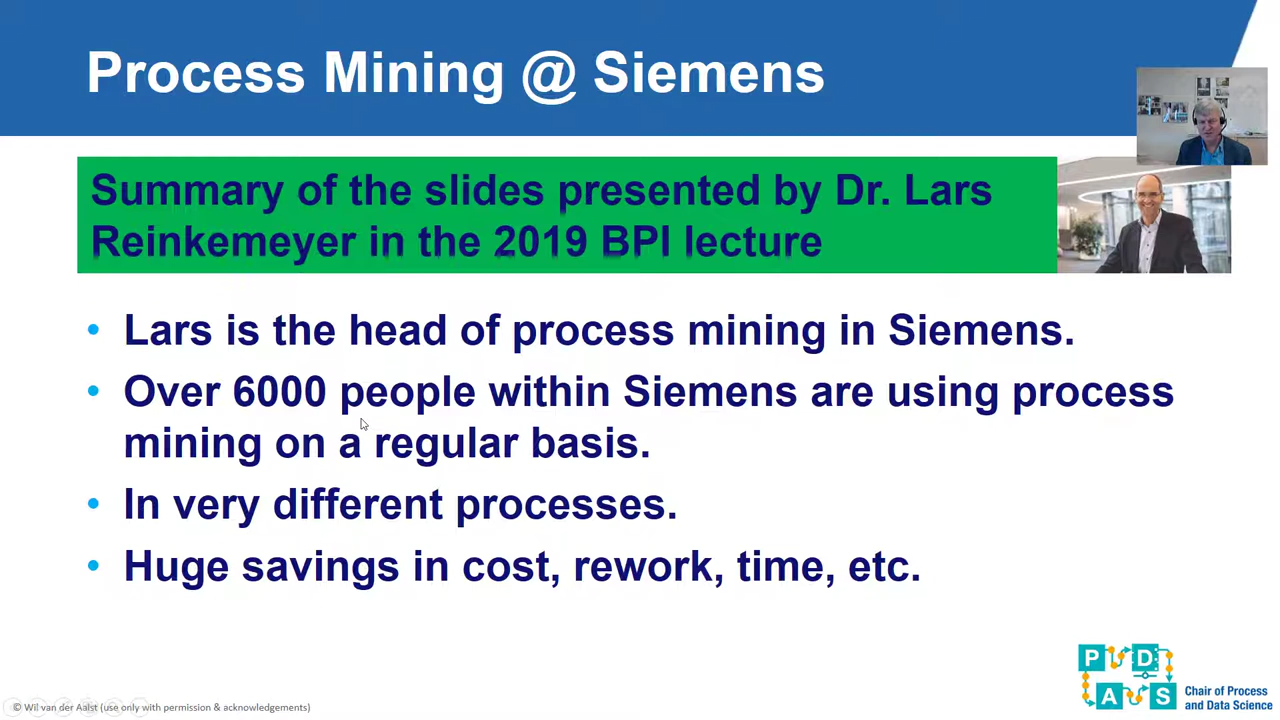 Process Mining @ Siemens
Summary of the slides presented by Dr. Lars
Reinkemeyer in the 2019 BPI lecture
• Lars is the head of process mining in Siemens.
• Over 6000 people within Siemens are using process
mining on a regular basis.
• In very different processes.
• Huge savings in cost, rework, time, etc.
P D
A S
Chair of Process
and Data Science
© Wil van der Aalst (use only with permission & acknowledgements)